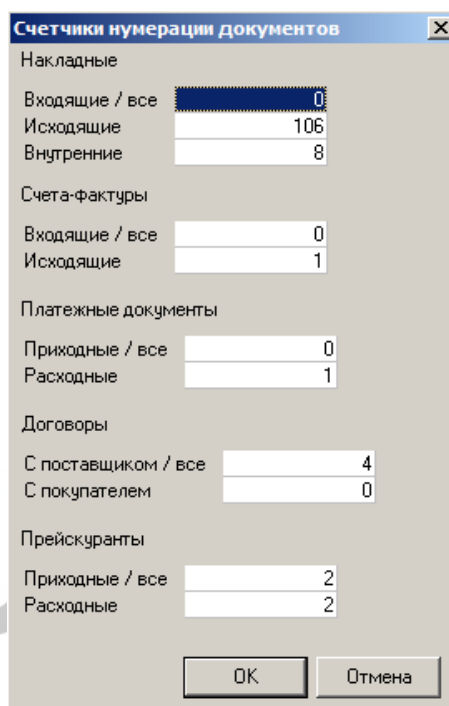 Счетчики нумерации документов
Накладные
Входящие / все 0
Исходящие 106
Внутренние 8
Счета-фактуры
Входящие / все 0
Исходящие 1
Платежные документы
Приходные / все 0
Расходные 1
Договоры
С поставщиком / все 4
С покупателем 0
Прейскуранты
Приходные / все 2
Расходные 2
OK Отмена